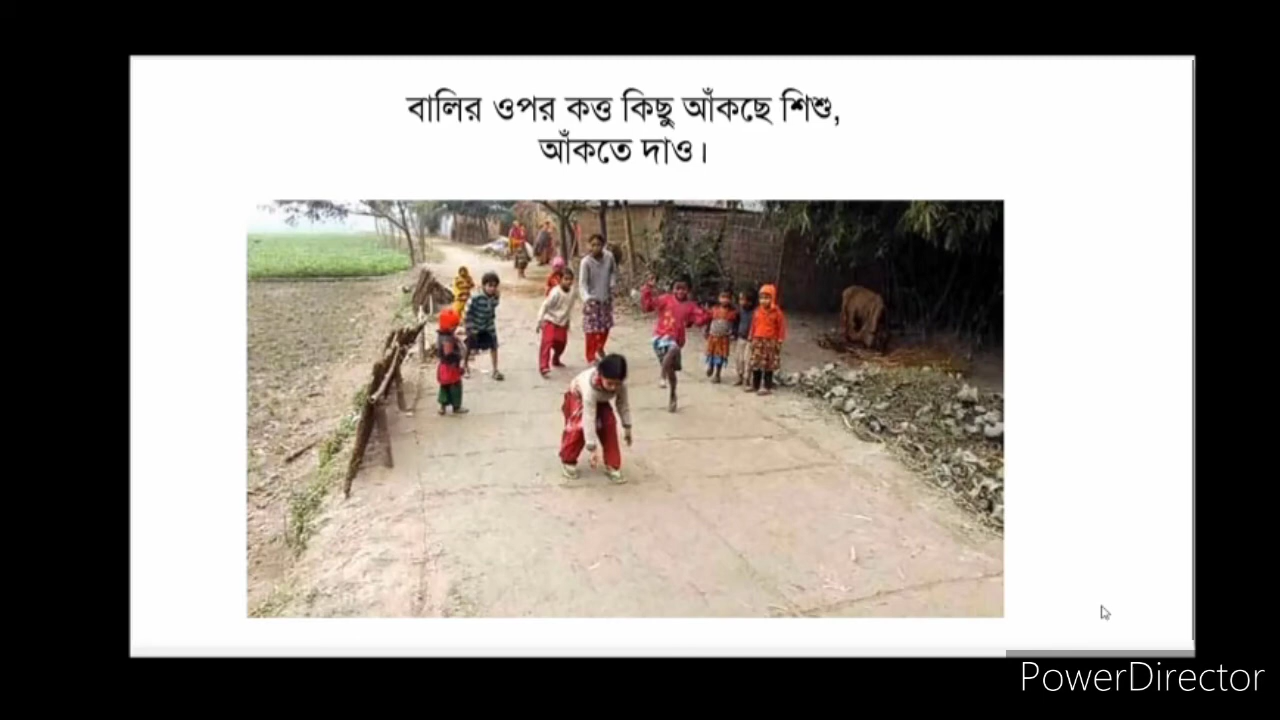 বালির ওপর কত্ত কিছু আঁকছে শিশু,
আঁকতে দাও।
PowerDirector